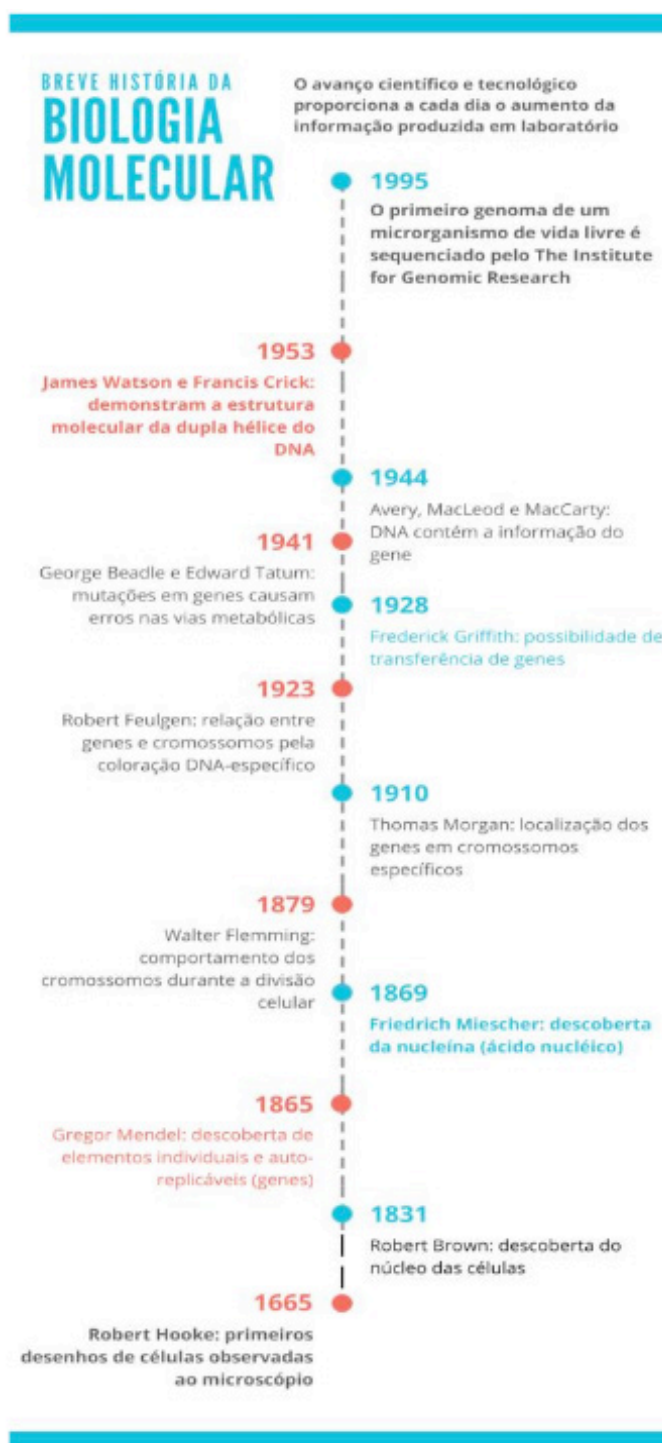 BREVE HISTÓRIA DA
BIOLOGIA
MOLECULAR
O avanço científico e tecnológico
proporciona a cada dia o aumento da
informação produzida em laboratório
1995
O primeiro genoma de um
microrganismo de vida livre é
sequenciado pelo The Institute
for Genomic Research
1953
James Watson e Francis Crick:
demonstram a estrutura
molecular da dupla hélice do
DNA
1944
Avery, MacLeod e MacCarty:
DNA contém a informação do
gene
1941
George Beadle e Edward Tatum:
mutações em genes causam
erros nas vias metabólicas
1928
Frederick Griffith: possibilidade de
transferência de genes
1923
Robert Feulgen: relação entre
genes e cromossomos pela
coloração DNA-específico
1910
Thomas Morgan: localização dos
genes em cromossomos
específicos
1879
Walter Flemming:
comportamento dos
cromossomos durante a divisão
celular
1869
Friedrich Miescher: descoberta
da nucleína (ácido nucléico)
1865
Gregor Mendel: descoberta de
elementos individuais e auto-
replicáveis (genes)
1831
Robert Brown: descoberta do
núcleo das células
1665
Robert Hooke: primeiros
desenhos de células observadas
ao microscópio